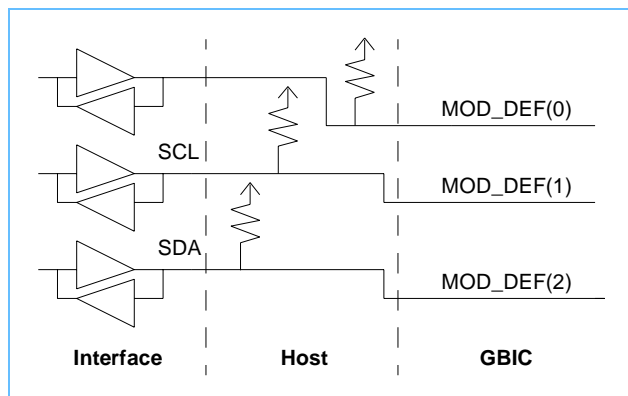 MOD_DEF(0)
SCL
MOD_DEF(1)
SDA
MOD_DEF(2)
Interface Host GBIC